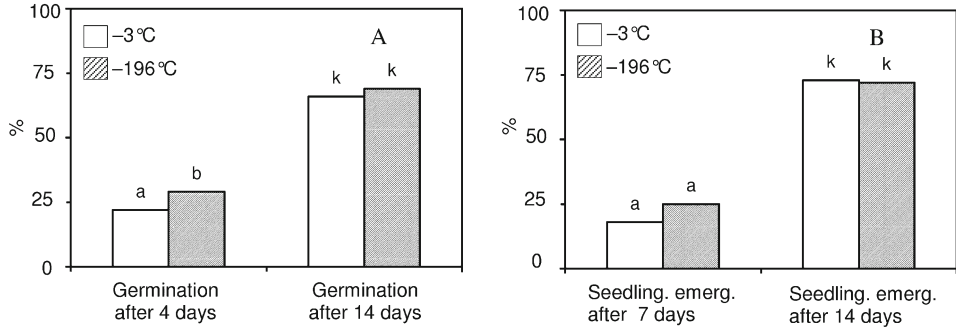 100
–3°C
A
–196°C
k k
75
%
50
a b
25
0
Germination
after 4 days
Germination
after 14 days
100
–3°C
B
–196°C
k k
75
%
50
a a
25
0
Seedling. emerg.
after 7 days
Seedling. emerg.
after 14 days